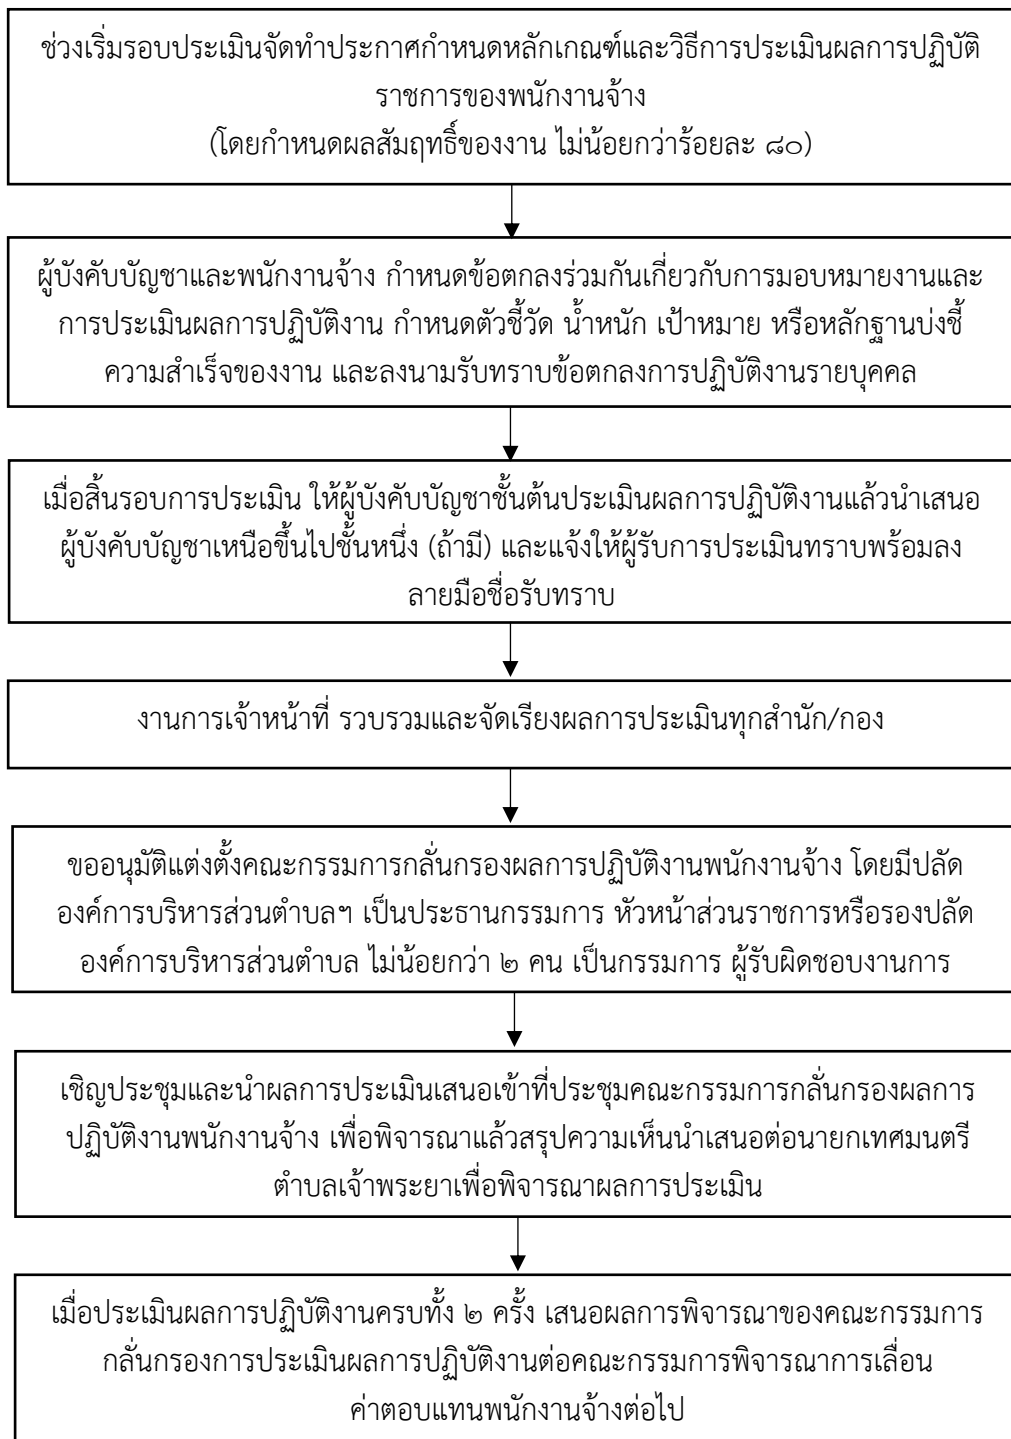 ช่วงเริ่มรอบประเมินจัดทำประกาศกำหนดหลักเกณฑ์และวิธีการประเมินผลการปฏิบัติ
ราชการของพนักงานจ้าง
(โดยกำหนดผลสัมฤทธิ์ของงาน ไม่น้อยกว่าร้อยละ ๘๐)
ผู้บังคับบัญชาและพนักงานจ้าง กำหนดข้อตกลงร่วมกันเกี่ยวกับการมอบหมายงานและ
การประเมินผลการปฏิบัติงาน กำหนดตัวชี้วัด น้ำหนัก เป้าหมาย หรือหลักฐานบ่งชี้
ความสำเร็จของงาน และลงนามรับทราบข้อตกลงการปฏิบัติงานรายบุคคล
เมื่อสิ้นรอบการประเมิน ให้ผู้บังคับบัญชาชั้นต้นประเมินผลการปฏิบัติงานแล้วนำเสนอ
ผู้บังคับบัญชาเหนือขึ้นไปชั้นหนึ่ง (ถ้ามี) และแจ้งให้ผู้รับการประเมินทราบพร้อมลง
ลายมือชื่อรับทราบ
งานการเจ้าหน้าที่ รวบรวมและจัดเรียงผลการประเมินทุกสำนัก/กอง
ขออนุมัติแต่งตั้งคณะกรรมการกลั่นกรองผลการปฏิบัติงานพนักงานจ้าง โดยมีปลัด
องค์การบริหารส่วนตำบลฯ เป็นประธานกรรมการ หัวหน้าส่วนราชการหรือรองปลัด
องค์การบริหารส่วนตำบล ไม่น้อยกว่า ๒ คน เป็นกรรมการ ผู้รับผิดชอบงานการ
เชิญประชุมและนำผลการประเมินเสนอเข้าที่ประชุมคณะกรรมการกลั่นกรองผลการ
ปฏิบัติงานพนักงานจ้าง เพื่อพิจารณาแล้วสรุปความเห็นนำเสนอต่อนายกเทศมนตรี
ตำบลเจ้าพระยาเพื่อพิจารณาผลการประเมิน
เมื่อประเมินผลการปฏิบัติงานครบทั้ง ๒ ครั้ง เสนอผลการพิจารณาของคณะกรรมการ
กลั่นกรองการประเมินผลการปฏิบัติงานต่อคณะกรรมการพิจารณาการเลื่อน
ค่าตอบแทนพนักงานจ้างต่อไป